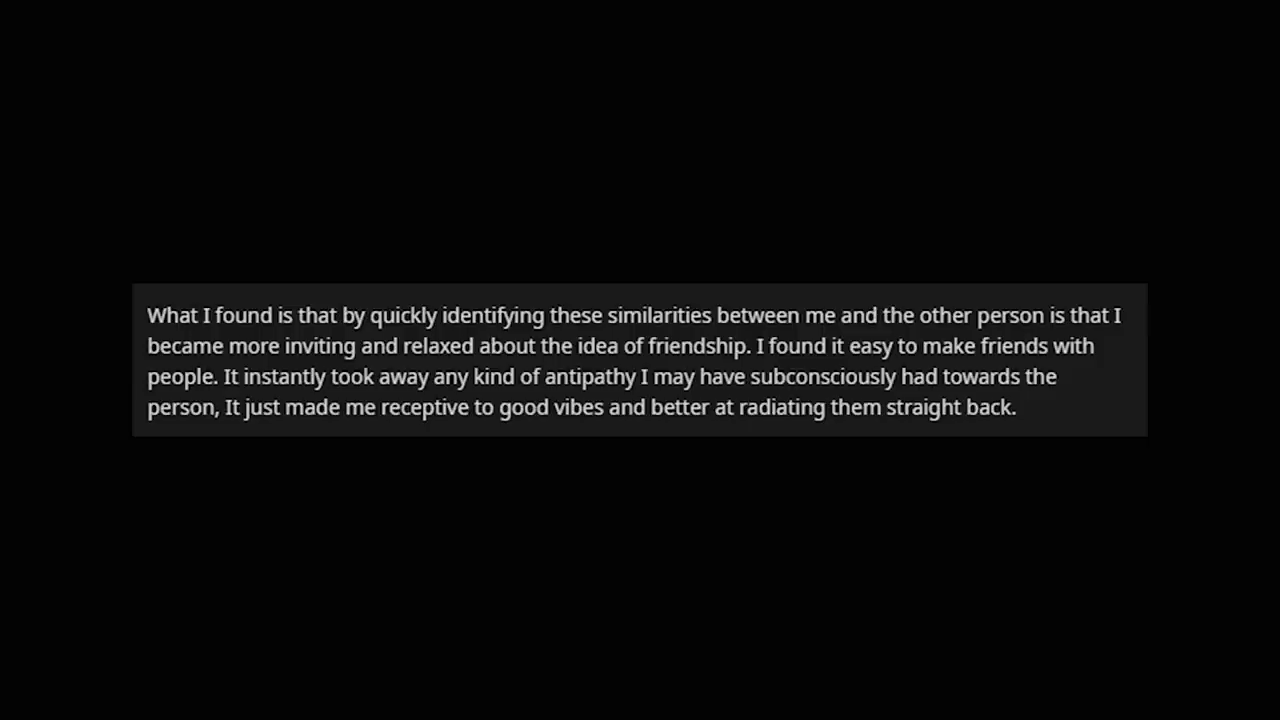 What I found is that by quickly identifying these similarities between me and the other person is that I
became more inviting and relaxed about the idea of friendship. I found it easy to make friends with
people. It instantly took away any kind of antipathy I may have subconsciously had towards the
person, It just made me receptive to good vibes and better at radiating them straight back.